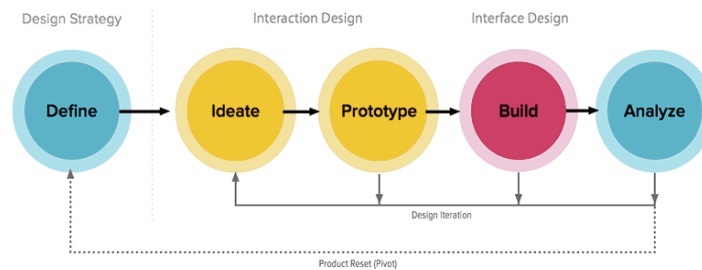 Design Strategy
Interaction Design
Interface Design
Define
Ideate
Prototype
Build
Analyze
Design Iteration
Product Reset (Pivot)